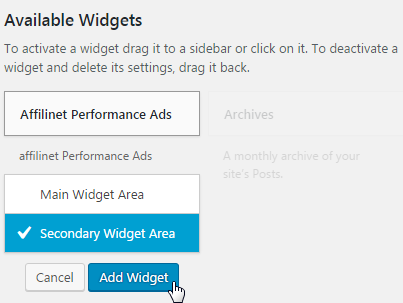 Available Widgets
To activate a widget drag it to a sidebar or click on it. To deactivate a
widget and delete its settings, drag it back.
Affilinet Performance Ads
Archives
affilinet Performance Ads
A monthly archive of your
site's Posts.
Main Widget Area
Secondary Widget Area
Cancel
Add Widget